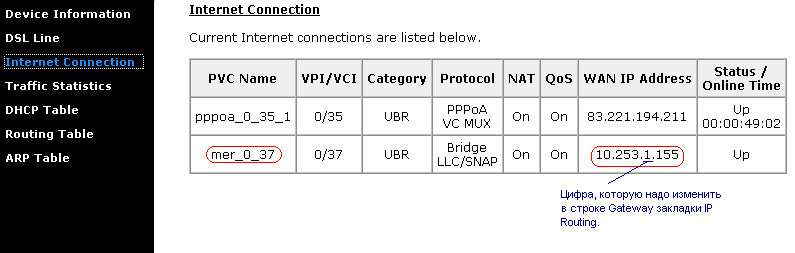 Device Information
DSL Line
Internet Connection
Traffic Statistics
DHCP Table
Routing Table
ARP Table
Internet Connection
Current Internet connections are listed below.
PVC Name VPI/VCI Category Protocol NAT QoS WAN IP Address Status / Online Time
pppoa_0_35_1 0/35 UBR PPPoA VC MUX On On 83.221.194.211 Up 00:00:49:02
mer_0_37 0/37 UBR Bridge LLC/SNAP On On 10.253.1.155 Up
Цифра, которую надо изменить
в строке Gateway закладки IP
Routing.